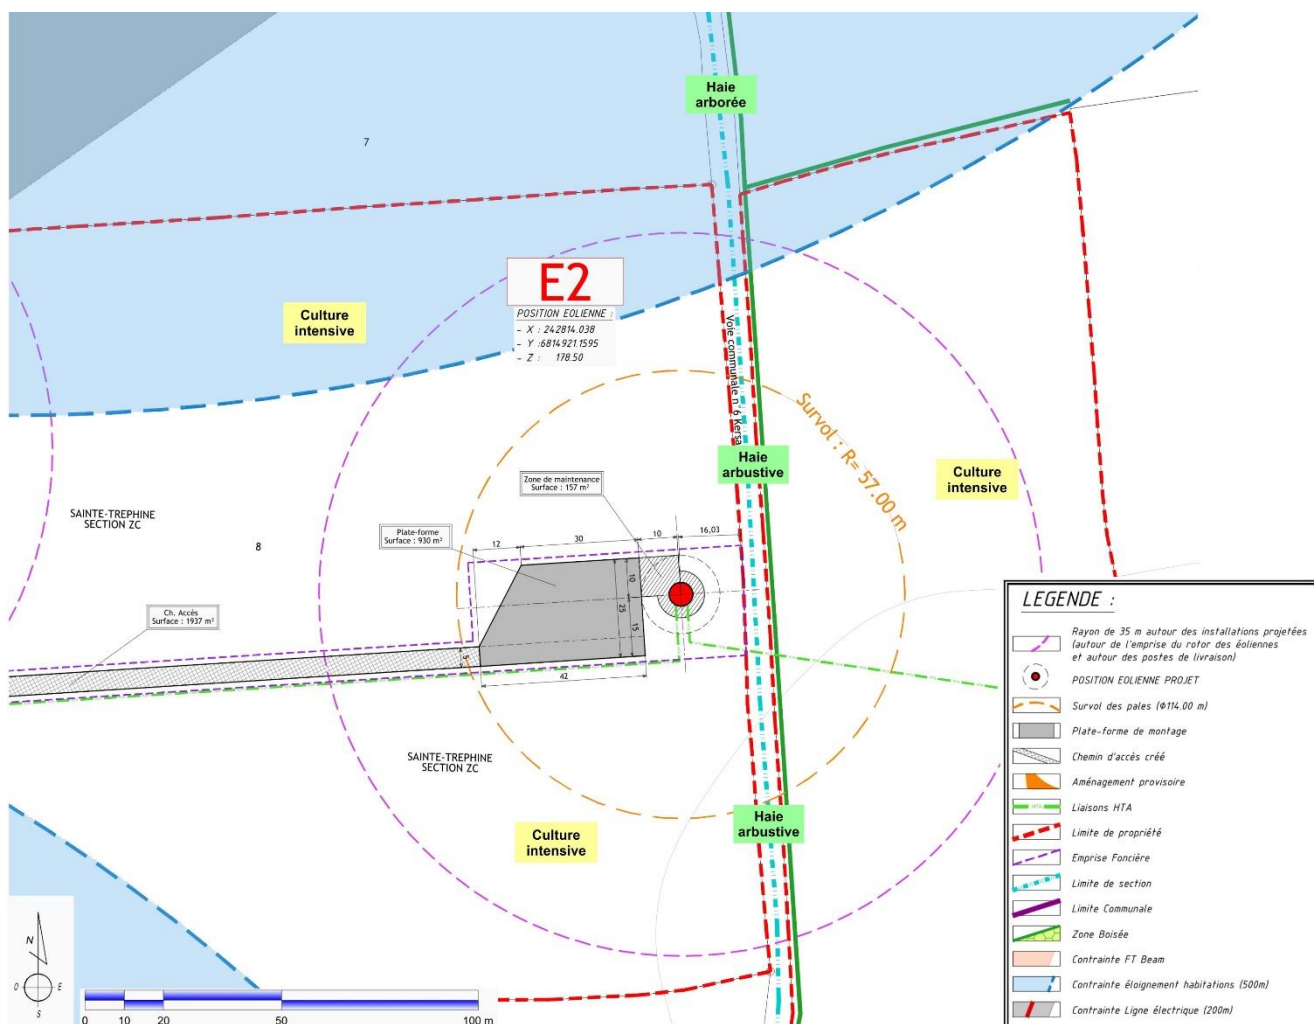 Haie
arborée
7
E2
POSITION EOLIENNE :
- X : 242814.038
- Y :6814921.1595
- Z : 178.50
Culture
intensive
Voie communale n°6 Kersa
Survol : R= 57.00 m
Haie
arbustive
Culture
intensive
Zone de maintenance
Surface : 157 m²
SAINTE-TREPHINE
SECTION ZC
8
Plate-forme
Surface : 930 m²
12
30
10
16,03
10
25
15
Ch. Accès
Surface : 1937 m²
42
SAINTE-TREPHINE
SECTION ZC
Haie
arbustive
Culture
intensive
N
O
E
S
0 10 20 50 100 m
LEGENDE :
Rayon de 35 m autour des installations projetées
(autour de l'emprise du rotor des éoliennes
et autour des postes de livraison)
POSITION EOLIENNE PROJET
Survol des pales (Φ114.00 m)
Plate-forme de montage
Chemin d'accès créé
Aménagement provisoire
HTA
Liaisons HTA
Limite de propriété
Emprise Foncière
Limite de section
Limite Communale
Zone Boisée
Contrainte FT Beam
Contrainte éloignement habitations (500m)
Contrainte Ligne électrique (200m)